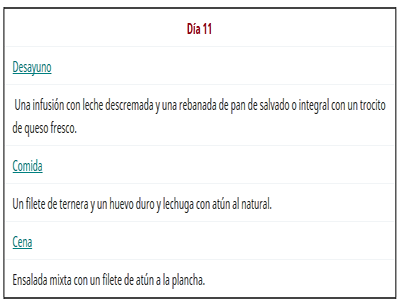 Día 11
Desayuno
Una infusión con leche descremada y una rebanada de pan de salvado o integral con un trocito
de queso fresco.
Comida
Un filete de ternera y un huevo duro y lechuga con atún al natural.
Cena
Ensalada mixta con un filete de atún a la plancha.